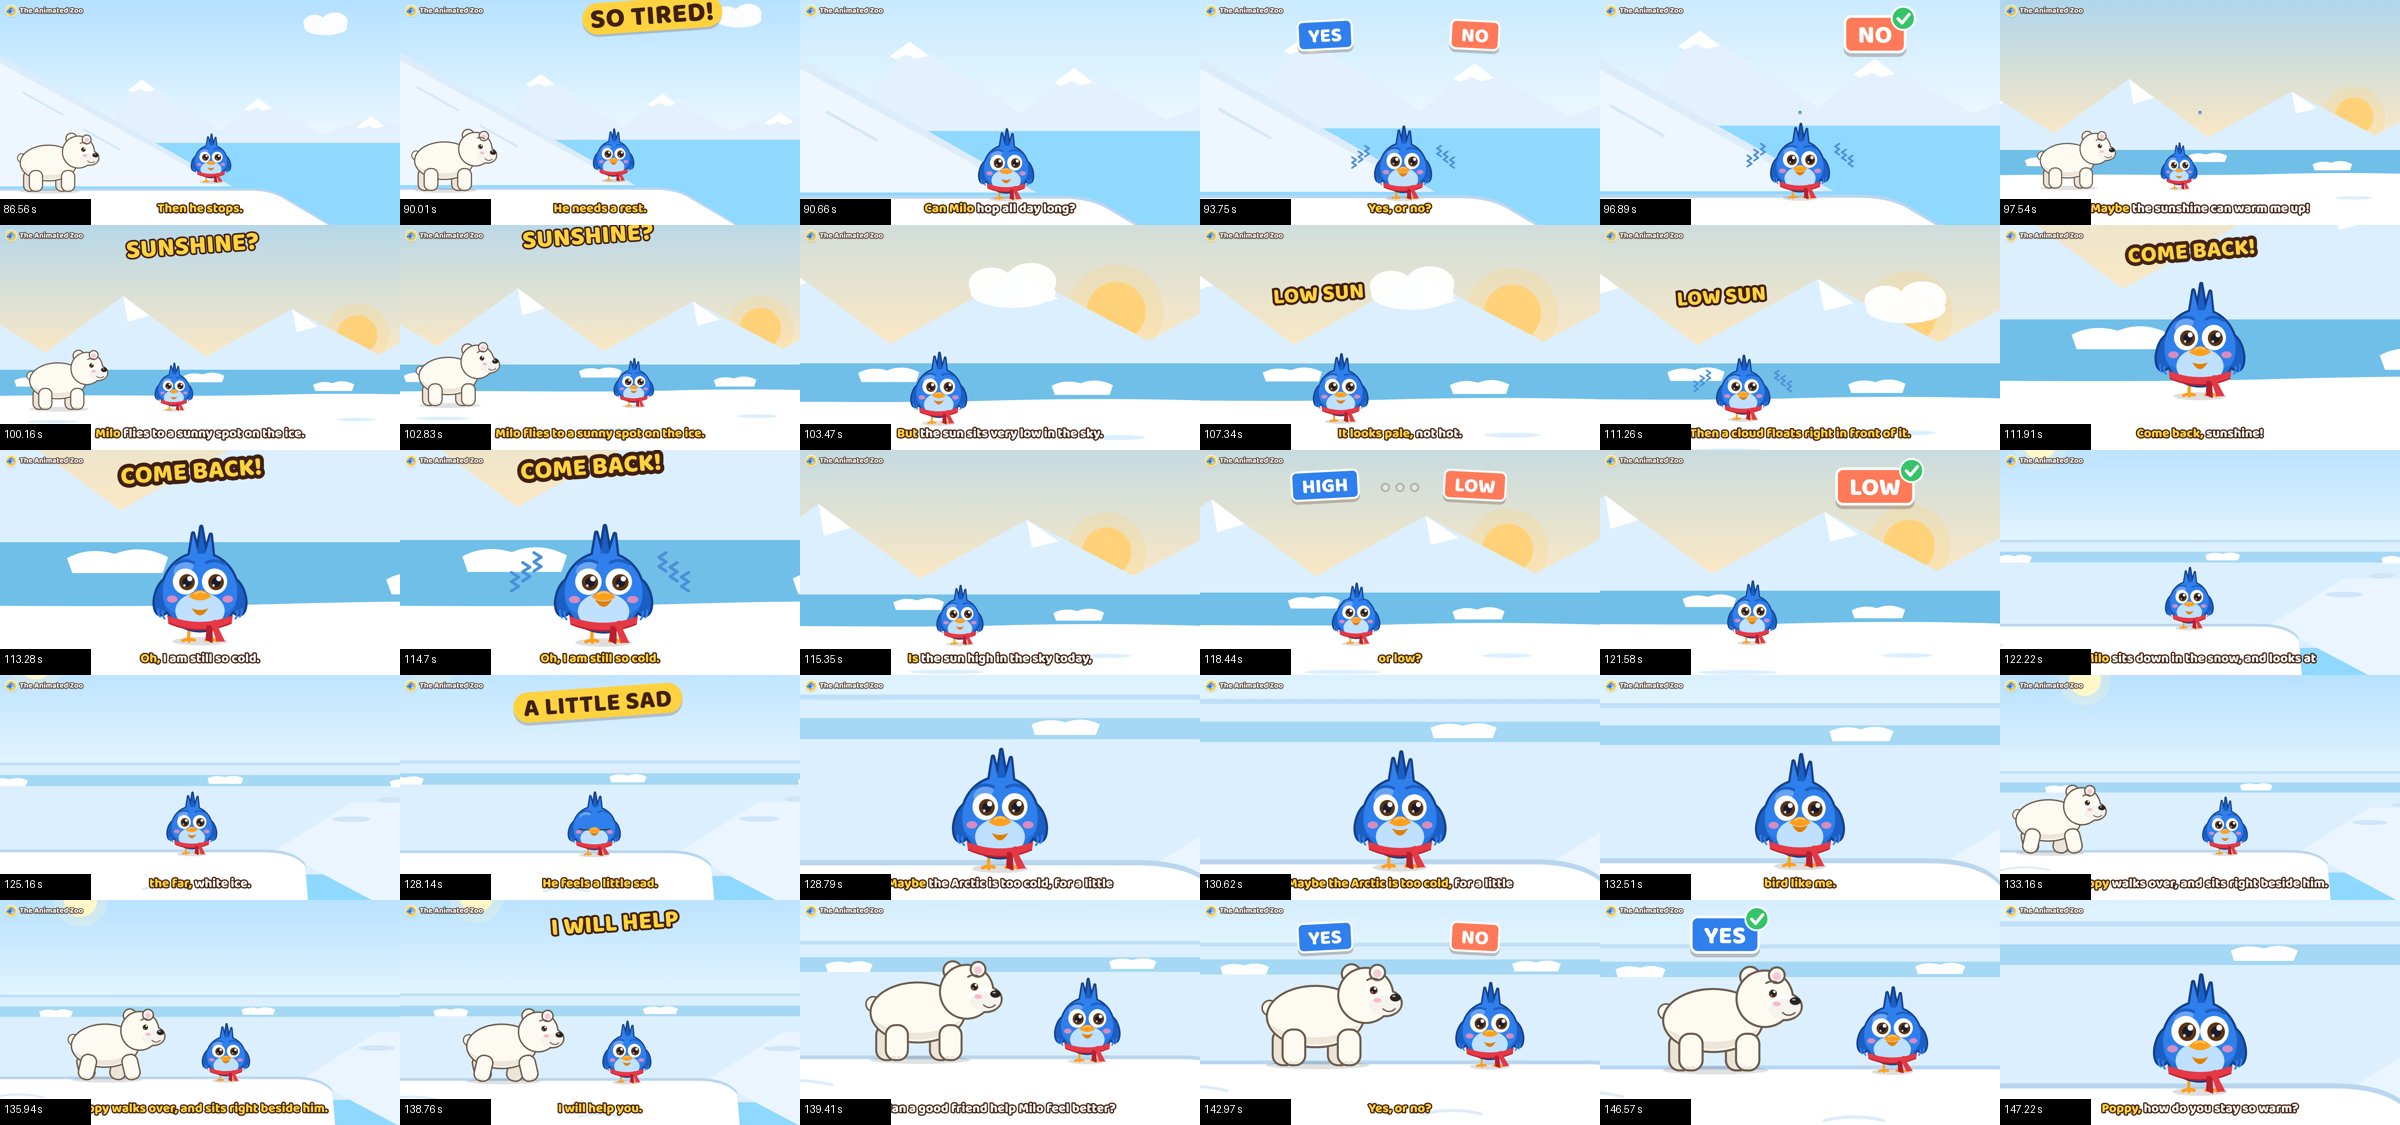 The Animated Zoo
86.56 s
Then he stops.
The Animated Zoo
SO TIRED!
90.01 s
He needs a rest.
The Animated Zoo
90.66 s
Can Milo hop all day long?
The Animated Zoo
YES
NO
93.75 s
Yes, or no?
The Animated Zoo
NO
96.89 s
The Animated Zoo
97.54 s
Maybe the sunshine can warm me up!
The Animated Zoo
SUNSHINE?
100.16 s
Milo flies to a sunny spot on the ice.
The Animated Zoo
SUNSHINE?
102.83 s
Milo flies to a sunny spot on the ice.
The Animated Zoo
103.47 s
But the sun sits very low in the sky.
The Animated Zoo
LOW SUN
107.34 s
It looks pale, not hot.
The Animated Zoo
LOW SUN
111.26 s
Then a cloud floats right in front of it.
The Animated Zoo
COME BACK!
111.91 s
Come back, sunshine!
The Animated Zoo
COME BACK!
113.28 s
Oh, I am still so cold.
The Animated Zoo
COME BACK!
114.7 s
Oh, I am still so cold.
The Animated Zoo
115.35 s
Is the sun high in the sky today,
The Animated Zoo
HIGH
LOW
118.44 s
or low?
The Animated Zoo
LOW
121.58 s
The Animated Zoo
122.22 s
sits down in the snow, and looks at
The Animated Zoo
125.16 s
the far, white ice.
The Animated Zoo
A LITTLE SAD
128.14 s
He feels a little sad.
The Animated Zoo
128.79 s
Maybe the Arctic is too cold, for a little
The Animated Zoo
130.62 s
Maybe the Arctic is too cold, for a little
The Animated Zoo
132.51 s
bird like me.
The Animated Zoo
133.16 s
walks over, and sits right beside him.
The Animated Zoo
135.94 s
walks over, and sits right beside him.
The Animated Zoo
I WILL HELP
138.76 s
I will help you.
The Animated Zoo
139.41 s
a good friend help Milo feel better?
The Animated Zoo
YES
NO
142.97 s
Yes, or no?
The Animated Zoo
YES
146.57 s
The Animated Zoo
147.22 s
Poppy, how do you stay so warm?